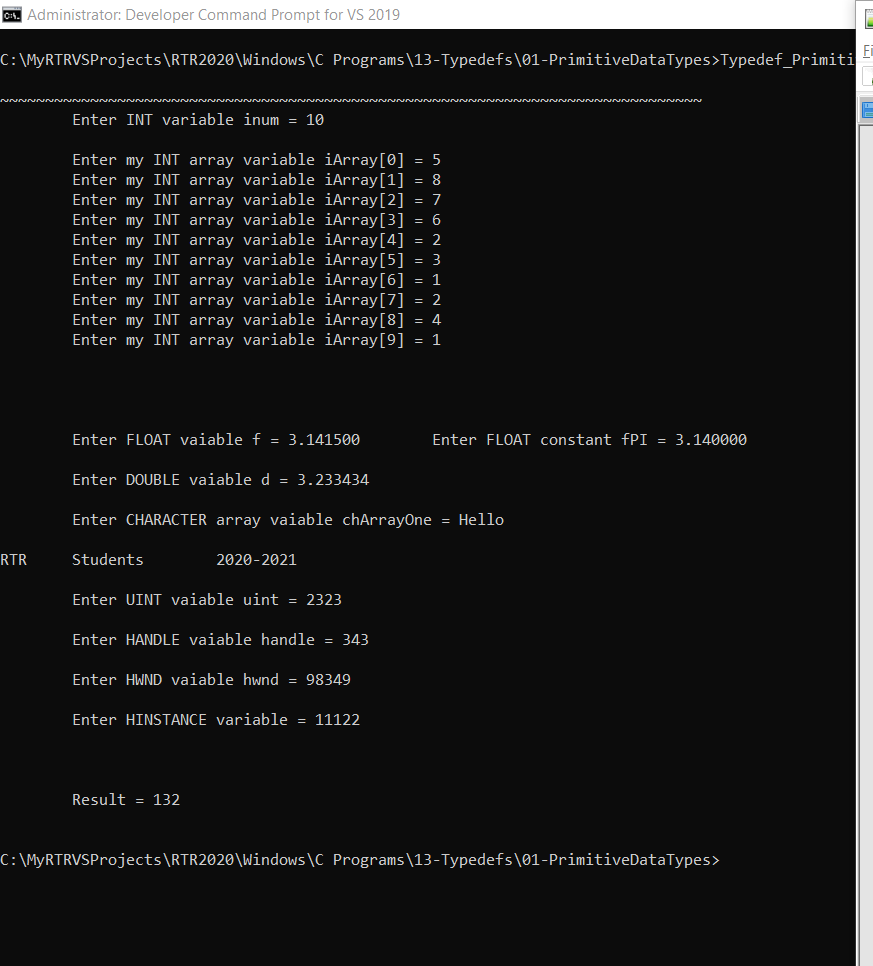 Administrator: Developer Command Prompt for VS 2019
C:\MyRTRVSProjects\RTR2020\Windows\C Programs\13-Typedefs\01-PrimitiveDataTypes>Typedef_Primiti
~~~~~~~~~~~~~~~~~~~~~~~~~~~~~~~~~~~~~~~~~~~~~~~~~~~~~~~~~~~~~~~~~~~~~~~~~~~~~~
Enter INT variable inum = 10
Enter my INT array variable iArray[0] = 5
Enter my INT array variable iArray[1] = 8
Enter my INT array variable iArray[2] = 7
Enter my INT array variable iArray[3] = 6
Enter my INT array variable iArray[4] = 2
Enter my INT array variable iArray[5] = 3
Enter my INT array variable iArray[6] = 1
Enter my INT array variable iArray[7] = 2
Enter my INT array variable iArray[8] = 4
Enter my INT array variable iArray[9] = 1
Enter FLOAT vaiable f = 3.141500 Enter FLOAT constant fPI = 3.140000
Enter DOUBLE vaiable d = 3.233434
Enter CHARACTER array vaiable chArrayOne = Hello
RTR Students 2020-2021
Enter UINT vaiable uint = 2323
Enter HANDLE vaiable handle = 343
Enter HWND vaiable hwnd = 98349
Enter HINSTANCE variable = 11122
Result = 132
C:\MyRTRVSProjects\RTR2020\Windows\C Programs\13-Typedefs\01-PrimitiveDataTypes>